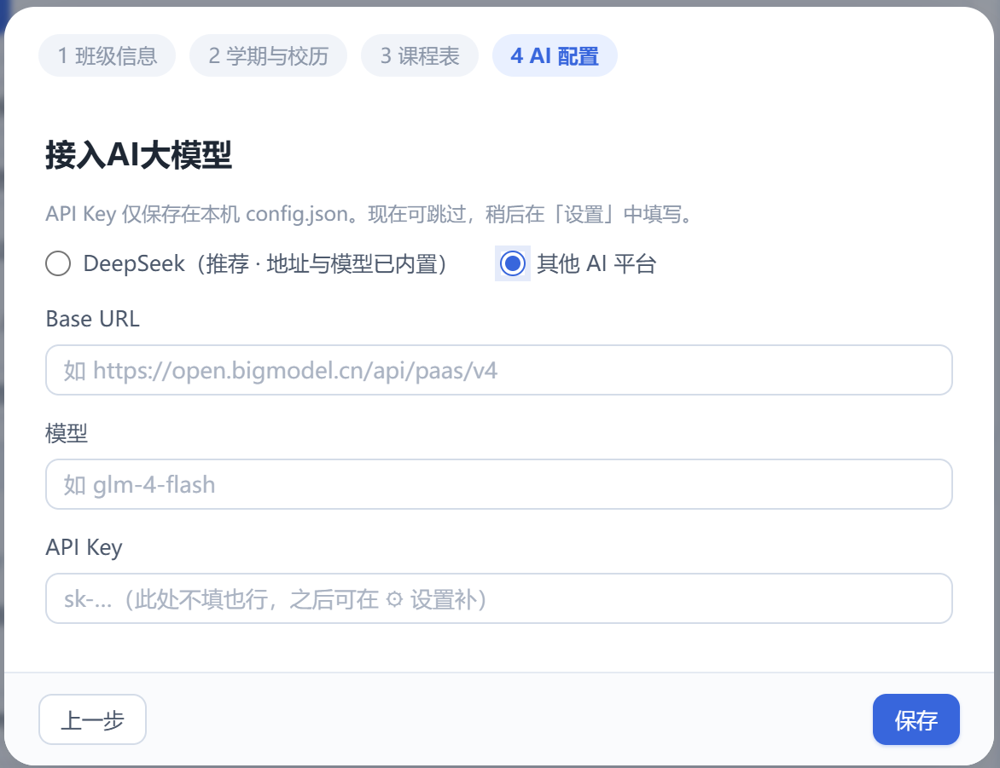 1 班级信息 2 学期与校历 3 课程表 4 AI 配置
接入AI大模型
API Key 仅保存在本机 config.json。现在可跳过，稍后在「设置」中填写。
DeepSeek（推荐 · 地址与模型已内置） 其他 AI 平台
Base URL
如 https://open.bigmodel.cn/api/paas/v4
模型
如 glm-4-flash
API Key
sk-...（此处不填也行，之后可在 ⚙ 设置补）
上一步 保存